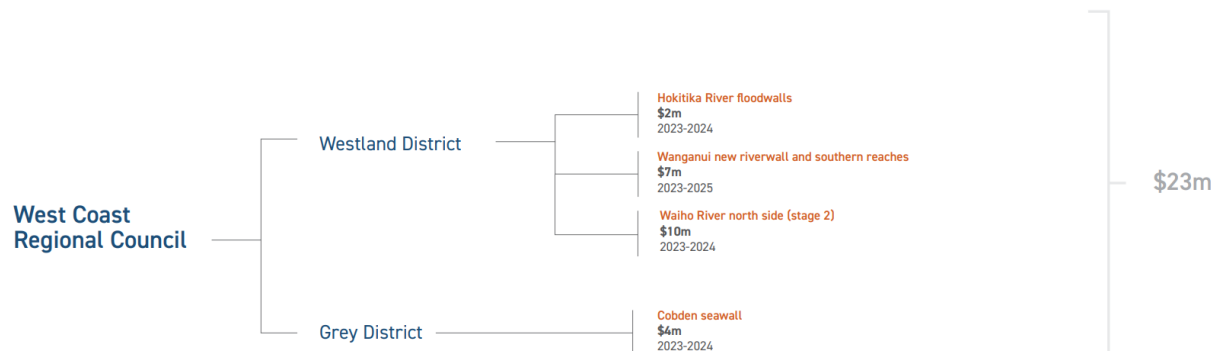 West Coast
Regional Council
Westland District
Hokitika River floodwalls
$2m
2023-2024
Wanganui new riverwall and southern reaches
$7m
2023-2025
Waiho River north side (stage 2)
$10m
2023-2024
Grey District
Cobden seawall
$4m
2023-2024
$23m